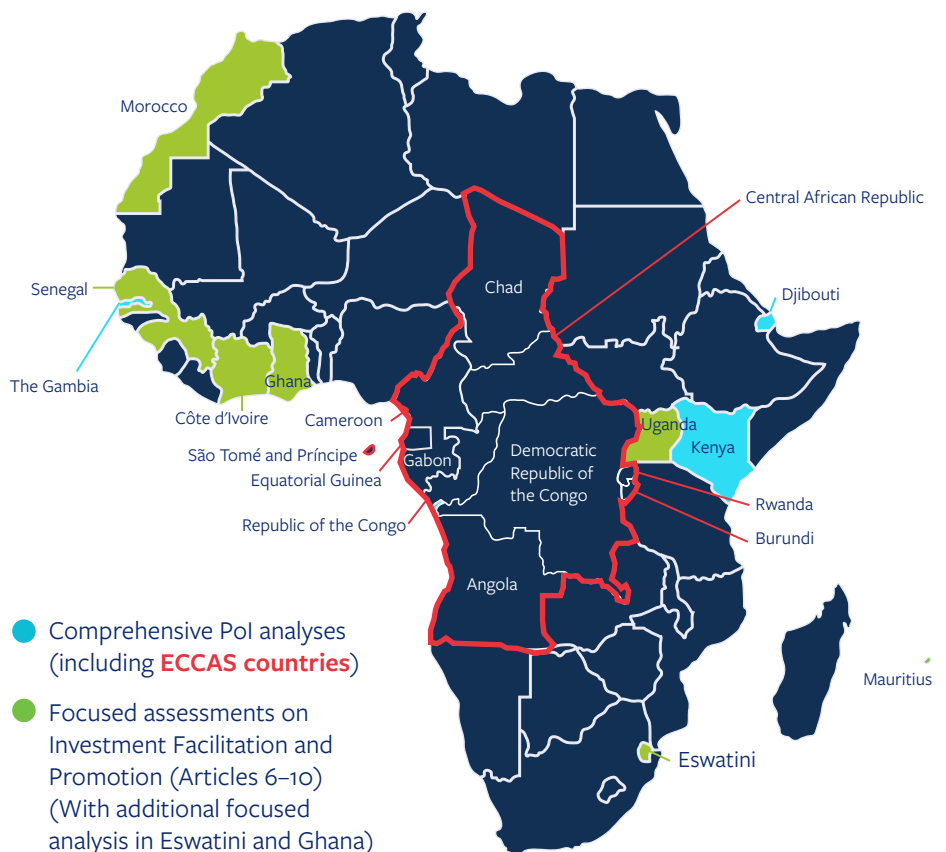 Morocco
Central African Republic
Chad
Senegal
Djibouti
The Gambia
Ghana
Côte d'Ivoire
Cameroon
Uganda
Kenya
São Tomé and Príncipe
Gabon
Equatorial Guinea
Democratic
Republic of
the Congo
Rwanda
Republic of the Congo
Burundi
Angola
Mauritius
Eswatini
Comprehensive PoI analyses
(including ECCAS countries)
Focused assessments on
Investment Facilitation and
Promotion (Articles 6–10)
(With additional focused
analysis in Eswatini and Ghana)